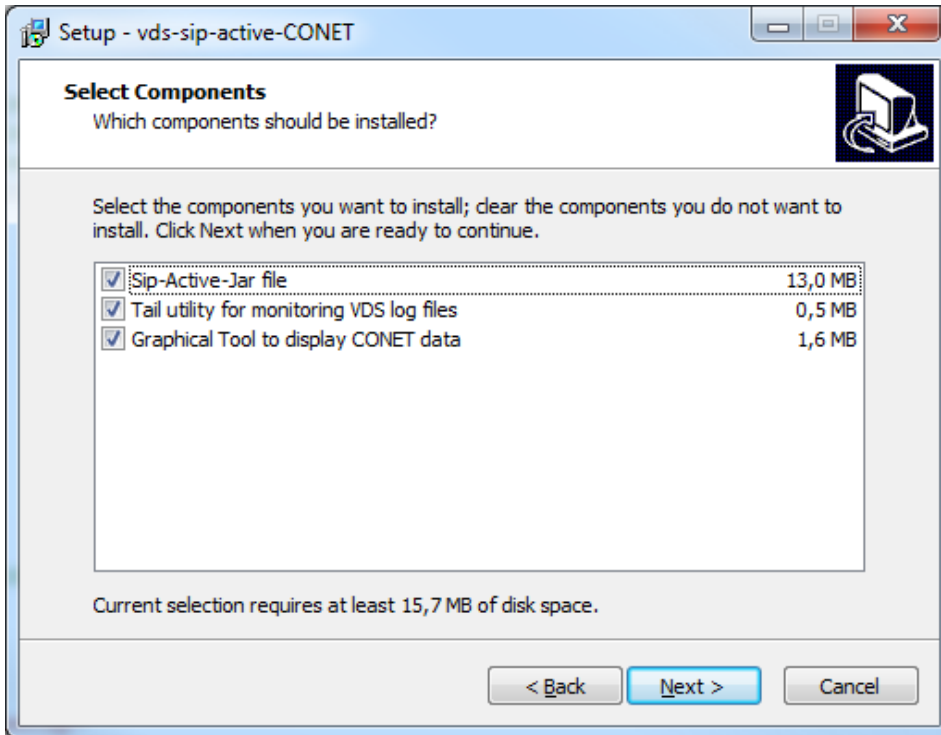 Setup - vds-sip-active-CONET
Select Components
Which components should be installed?
Select the components you want to install; clear the components you do not want to
install. Click Next when you are ready to continue.
Sip-Active-Jar file 13,0 MB
Tail utility for monitoring VDS log files 0,5 MB
Graphical Tool to display CONET data 1,6 MB
Current selection requires at least 15,7 MB of disk space.
< Back Next > Cancel